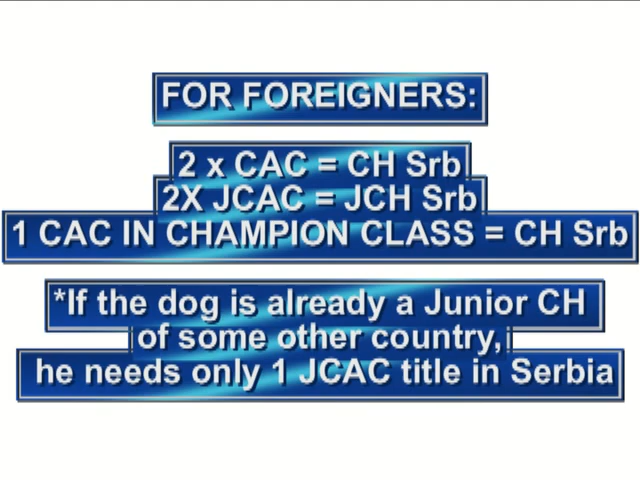 FOR FOREIGNERS:
2 x CAC = CH Srb
2X JCAC = JCH Srb
1 CAC IN CHAMPION CLASS = CH Srb
*If the dog is already a Junior CH
of some other country,
he needs only 1 JCAC title in Serbia